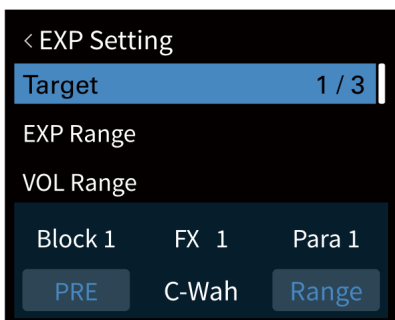 < EXP Setting
Target 1 / 3
EXP Range
VOL Range
Block 1 FX 1 Para 1
PRE C-Wah Range